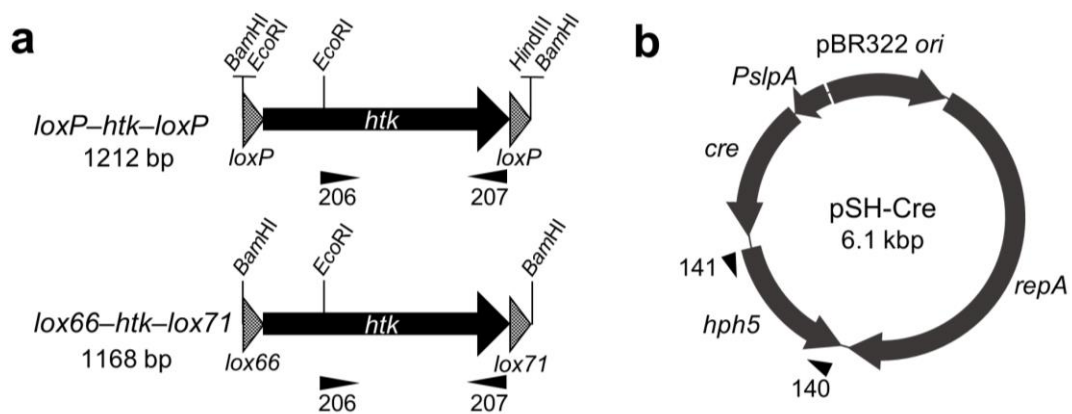 a
BamHI
EcoRI
EcoRI
HindIII
BamHI
loxP–htk–loxP
1212 bp
htk
loxP
loxP
206
207
BamHI
EcoRI
BamHI
lox66–htk–lox71
1168 bp
htk
lox66
lox71
206
207
b
pBR322 ori
PslpA
cre
pSH-Cre
6.1 kbp
141
repA
hph5
140